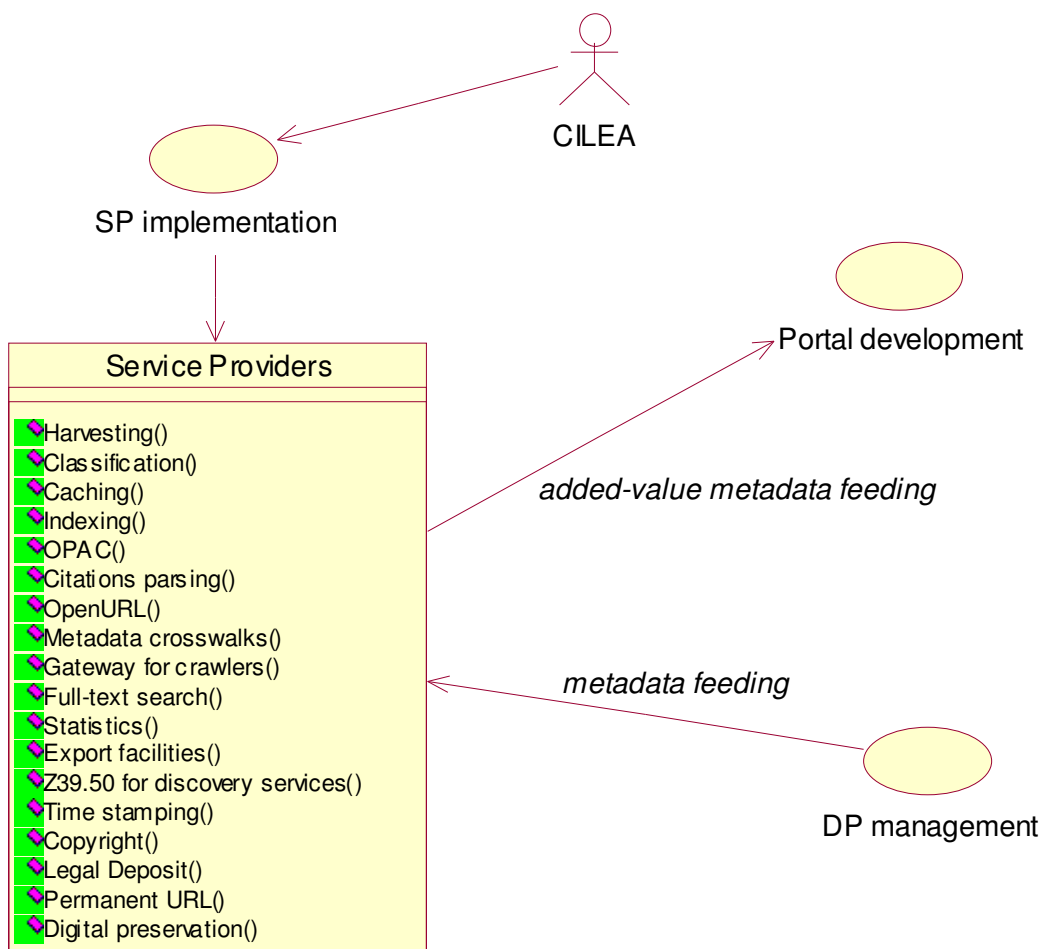 CILEA
SP implementation
Portal development
Service Providers
Harvesting()
Classification()
Caching()
Indexing()
OPAC()
Citations parsing()
OpenURL()
Metadata crosswalks()
Gateway for crawlers()
Full-text search()
Statistics()
Export facilities()
Z39.50 for discovery services()
Time stamping()
Copyright()
Legal Deposit()
Permanent URL()
Digital preservation()
added-value metadata feeding
metadata feeding
DP management